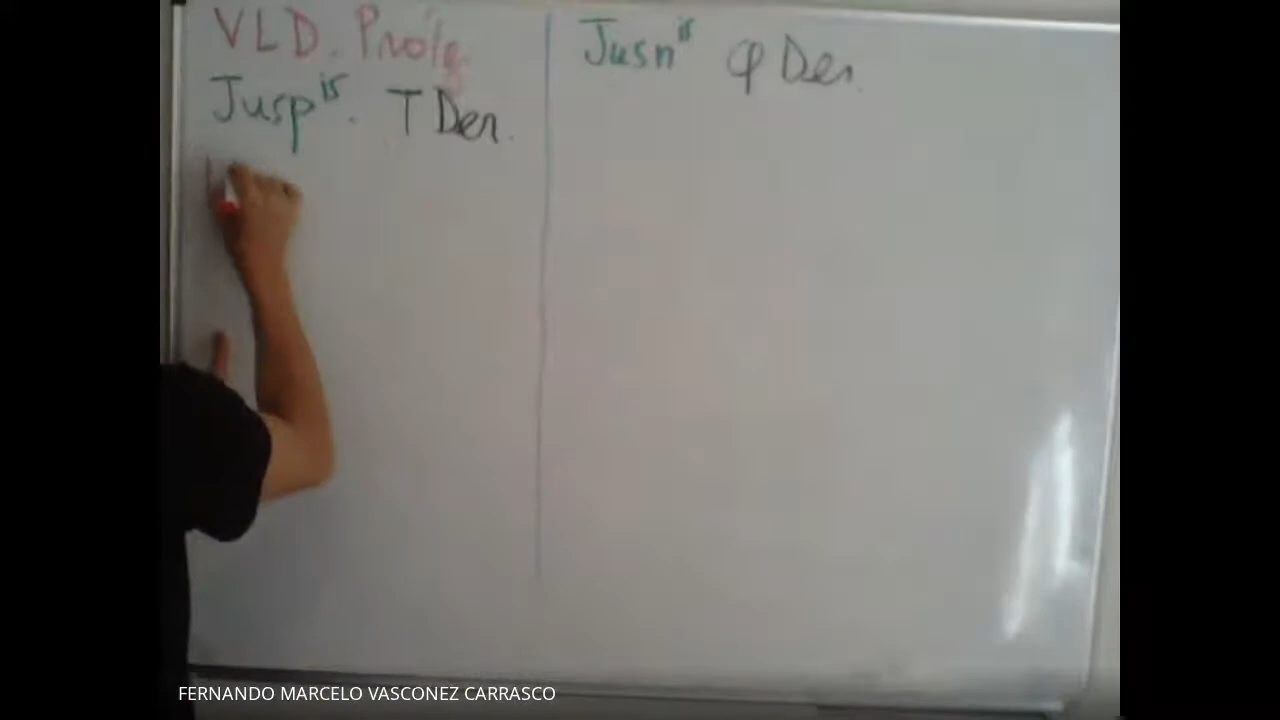 VLD. Prolg.
Jusp is. T Der.
Jusn is φ Der.
FERNANDO MARCELO VASCONEZ CARRASCO